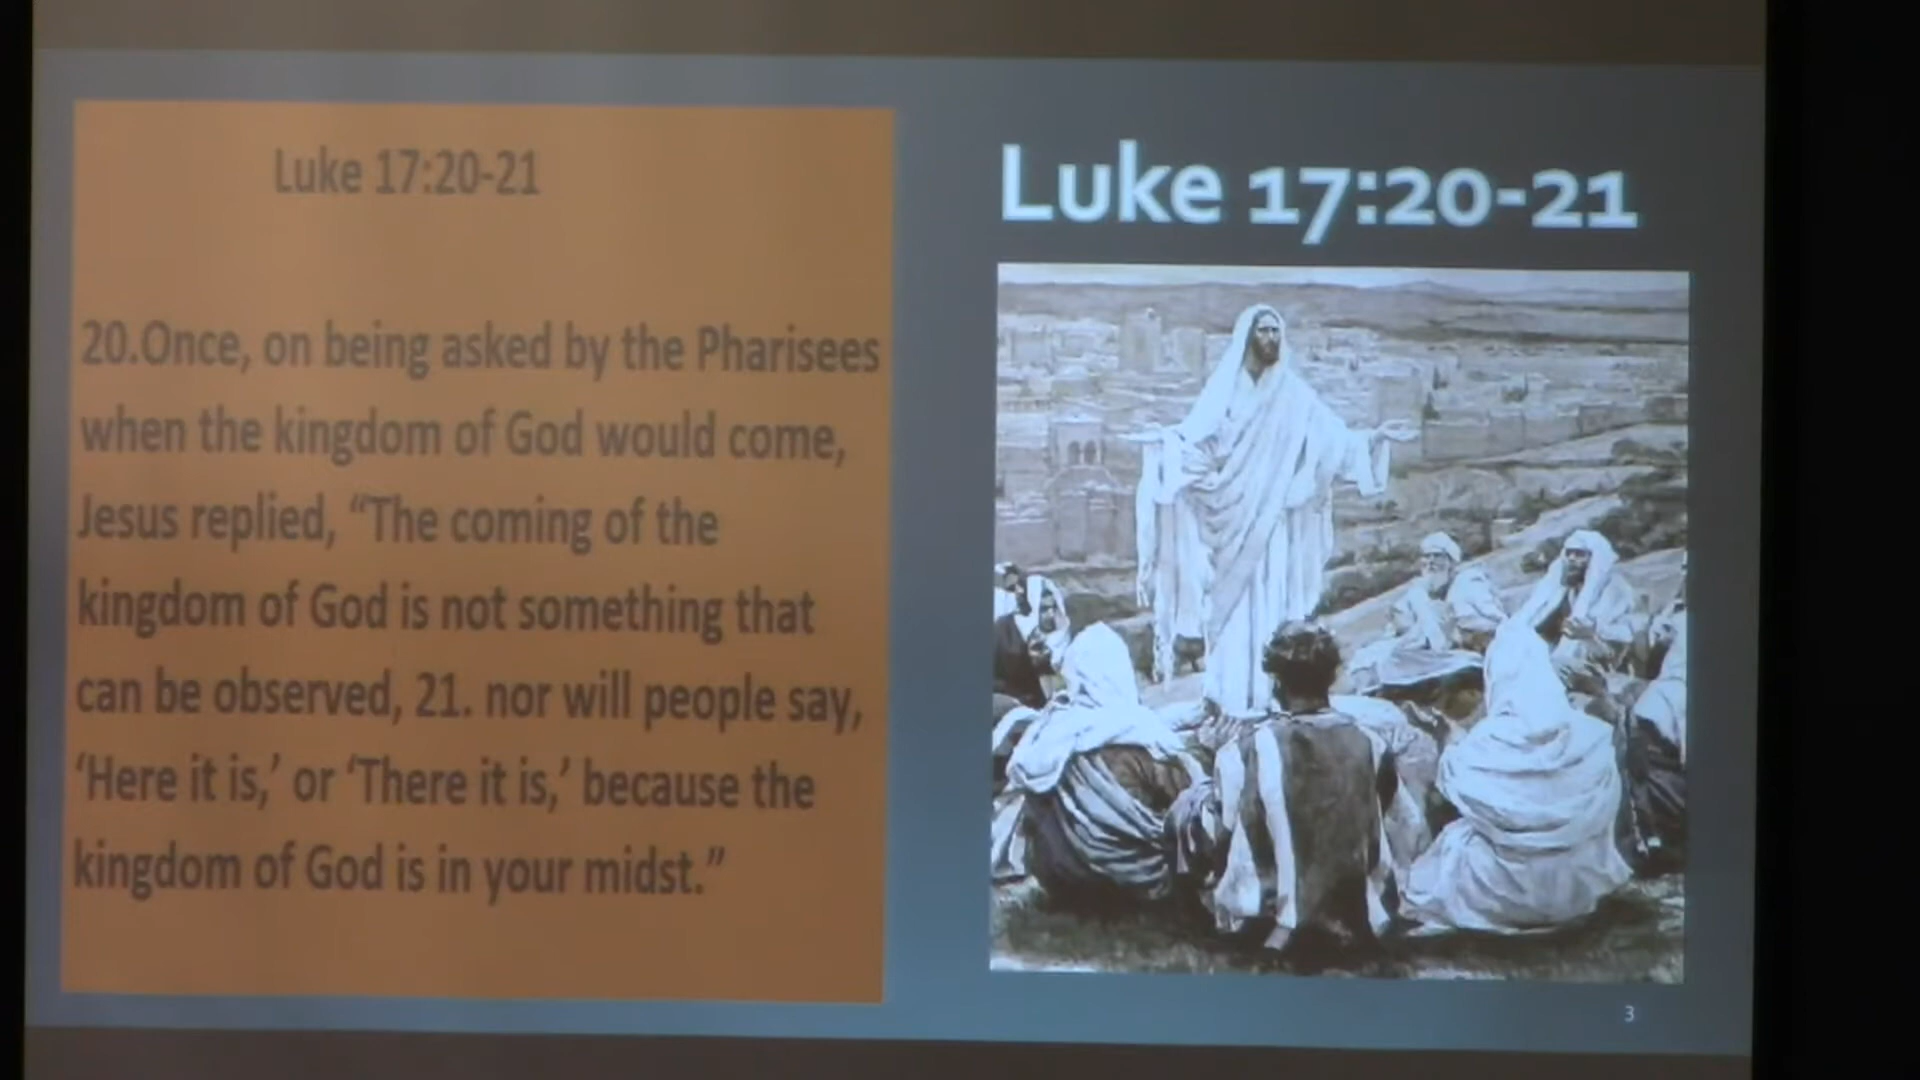 Luke 17:20-21
20.Once, on being asked by the Pharisees
when the kingdom of God would come,
Jesus replied, “The coming of the
kingdom of God is not something that
can be observed, 21. nor will people say,
‘Here it is,’ or ‘There it is,’ because the
kingdom of God is in your midst.”
Luke 17:20-21
3